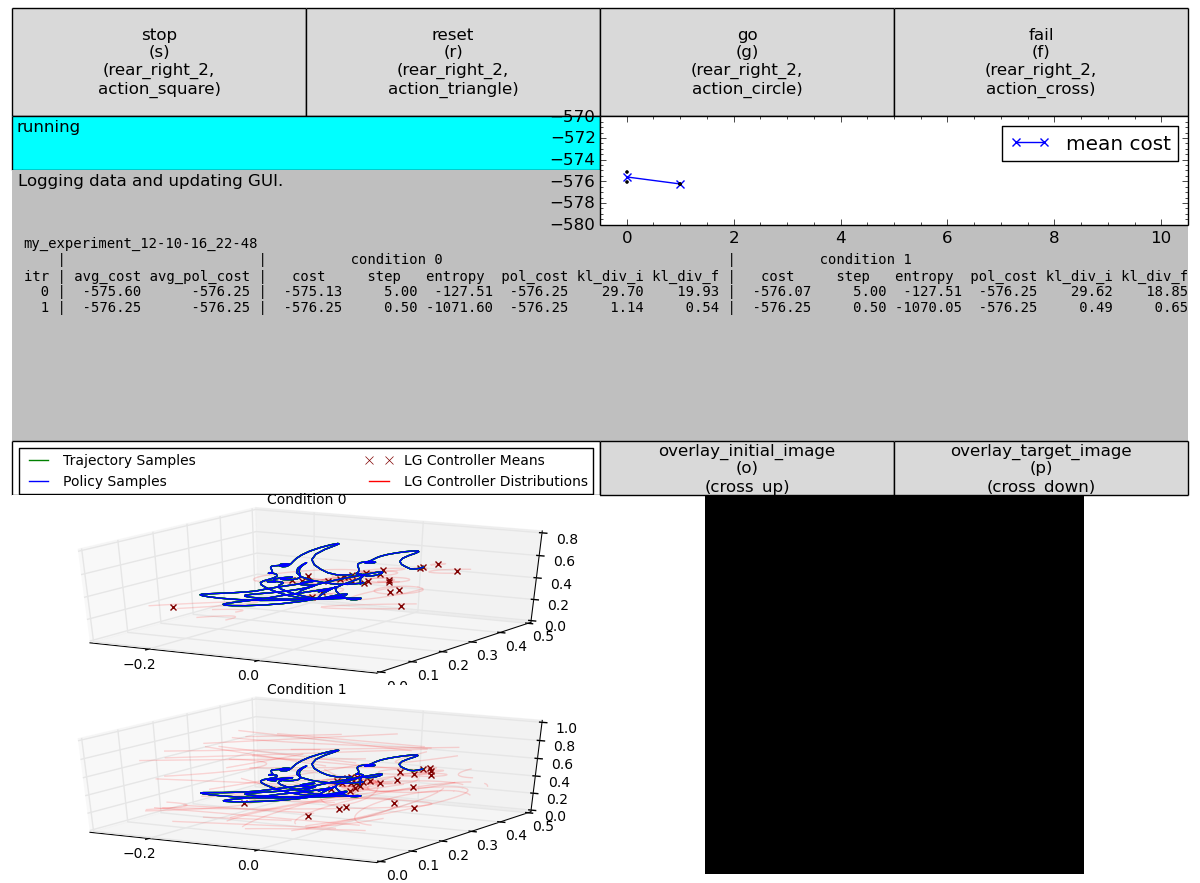 stop
(s)
(rear_right_2,
action_square)
reset
(r)
(rear_right_2,
action_triangle)
go
(g)
(rear_right_2,
action_circle)
fail
(f)
(rear_right_2,
action_cross)
running
Logging data and updating GUI.
−570
−572
−574
−576
−578
−580
0 2 4 6 8 10
mean cost
my_experiment_12-10-16_22-48
| | condition 0 | condition 1
itr | avg_cost avg_pol_cost | cost step entropy pol_cost kl_div_i kl_div_f | cost step entropy pol_cost kl_div_i kl_div_f
0 | -575.60 -576.25 | -575.13 5.00 -127.51 -576.25 29.70 19.93 | -576.07 5.00 -127.51 -576.25 29.62 18.85
1 | -576.25 -576.25 | -576.25 0.50 -1071.60 -576.25 1.14 0.54 | -576.25 0.50 -1070.05 -576.25 0.49 0.65
Trajectory Samples
Policy Samples
LG Controller Means
LG Controller Distributions
overlay_initial_image
(o)
(cross_up)
overlay_target_image
(p)
(cross_down)
Condition 0
0.8
0.6
0.4
0.2
0.0
0.5
0.4
0.3
0.2
0.1
0.0
−0.2
0.0
Condition 1
1.0
0.8
0.6
0.4
0.2
0.0
0.5
0.4
0.3
0.2
0.1
0.0
−0.2
0.0